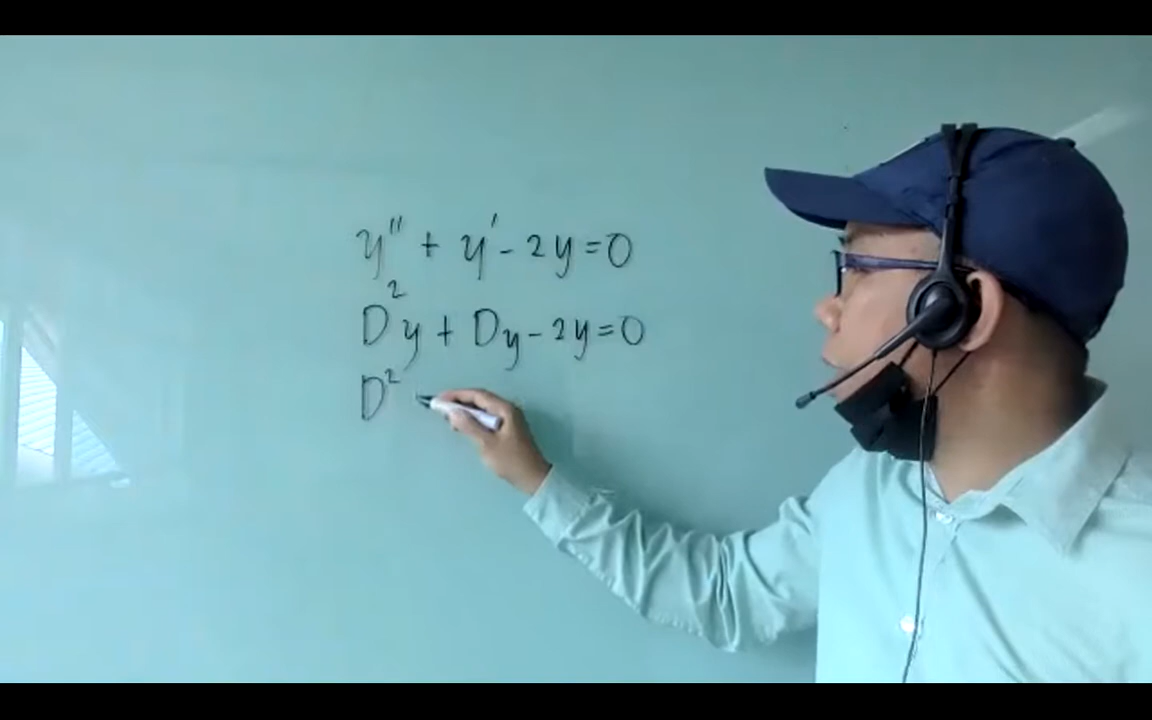 y'' + y' - 2y = 0
D²y + Dy - 2y = 0
D²